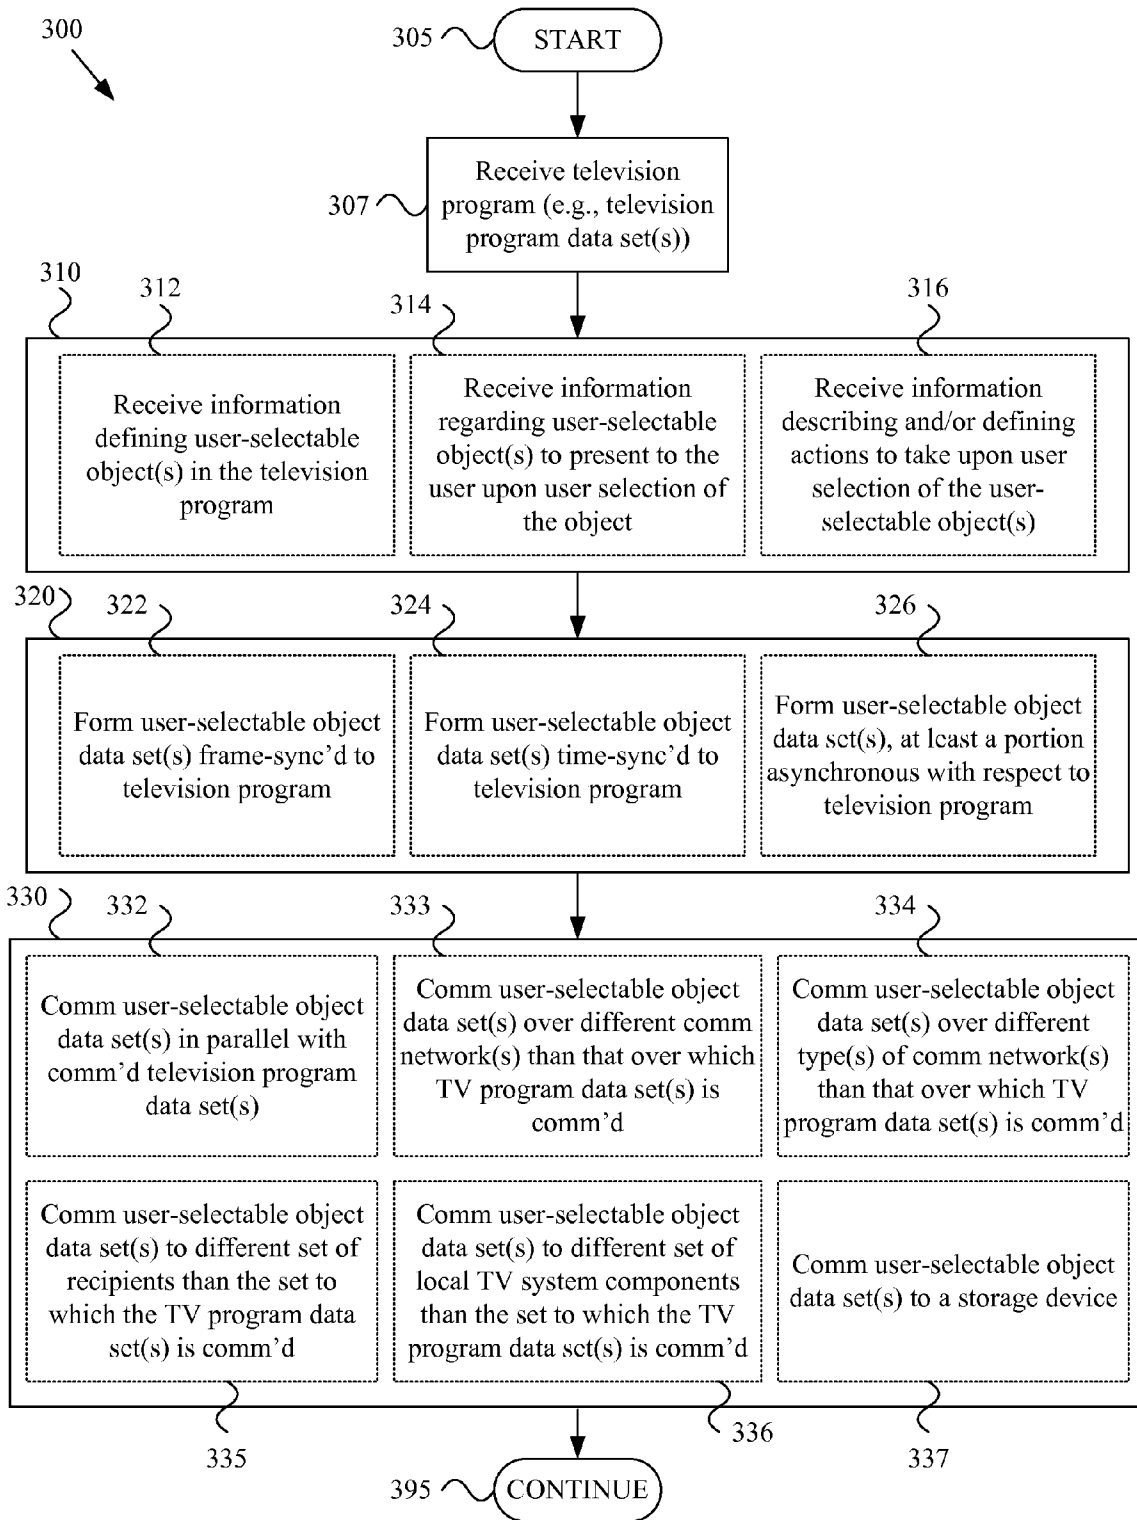 300
305
START
307
Receive television
program (e.g., television
program data set(s))
310
312
314
316
Receive information
defining user-selectable
object(s) in the television
program
Receive information
regarding user-selectable
object(s) to present to the
user upon user selection of
the object
Receive information
describing and/or defining
actions to take upon user
selection of the user-
selectable object(s)
320
322
324
326
Form user-selectable object
data set(s) frame-sync’d to
television program
Form user-selectable object
data set(s) time-sync’d to
television program
Form user-selectable object
data set(s), at least a portion
asynchronous with respect to
television program
330
332
333
334
Comm user-selectable object
data set(s) in parallel with
comm’d television program
data set(s)
Comm user-selectable object
data set(s) over different comm
network(s) than that over which
TV program data set(s) is
comm’d
Comm user-selectable object
data set(s) over different
type(s) of comm network(s)
than that over which TV
program data set(s) is comm’d
Comm user-selectable object
data set(s) to different set of
recipients than the set to
which the TV program data
set(s) is comm’d
Comm user-selectable object
data set(s) to different set of
local TV system components
than the set to which the TV
program data set(s) is comm’d
Comm user-selectable object
data set(s) to a storage device
335
336
337
395
CONTINUE